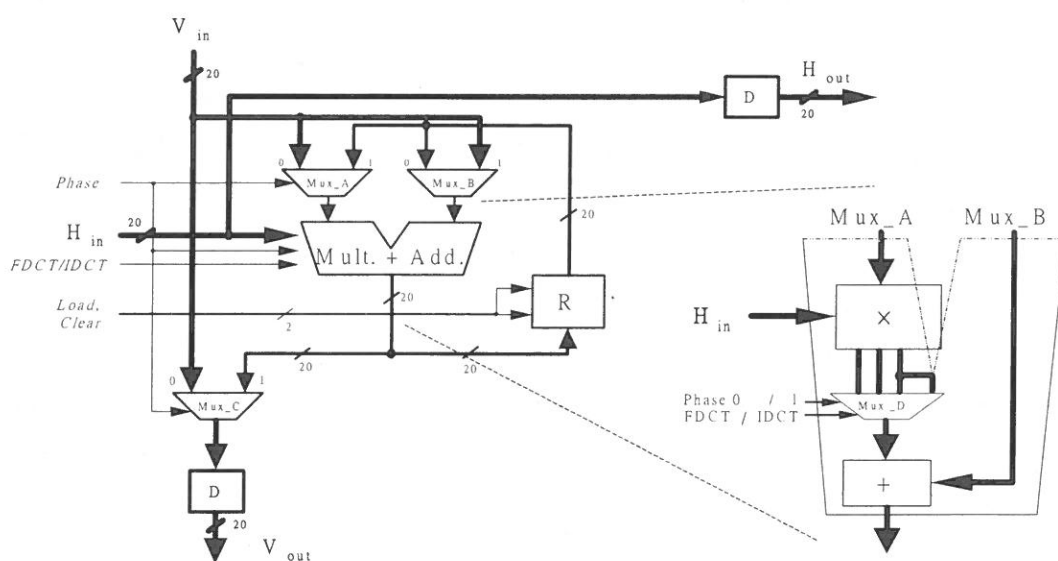 V in
20
H out
D
20
0
1
0
1
Mux_A
Mux_B
Phase
20
20
H in
Mult. + Add.
FDCT/IDCT
20
R
Load,
Clear
2
20
20
0
1
Mux_C
D
20
V out
Mux_A
Mux_B
H in
×
Phase 0 / 1
FDCT / IDCT
Mux_D
+